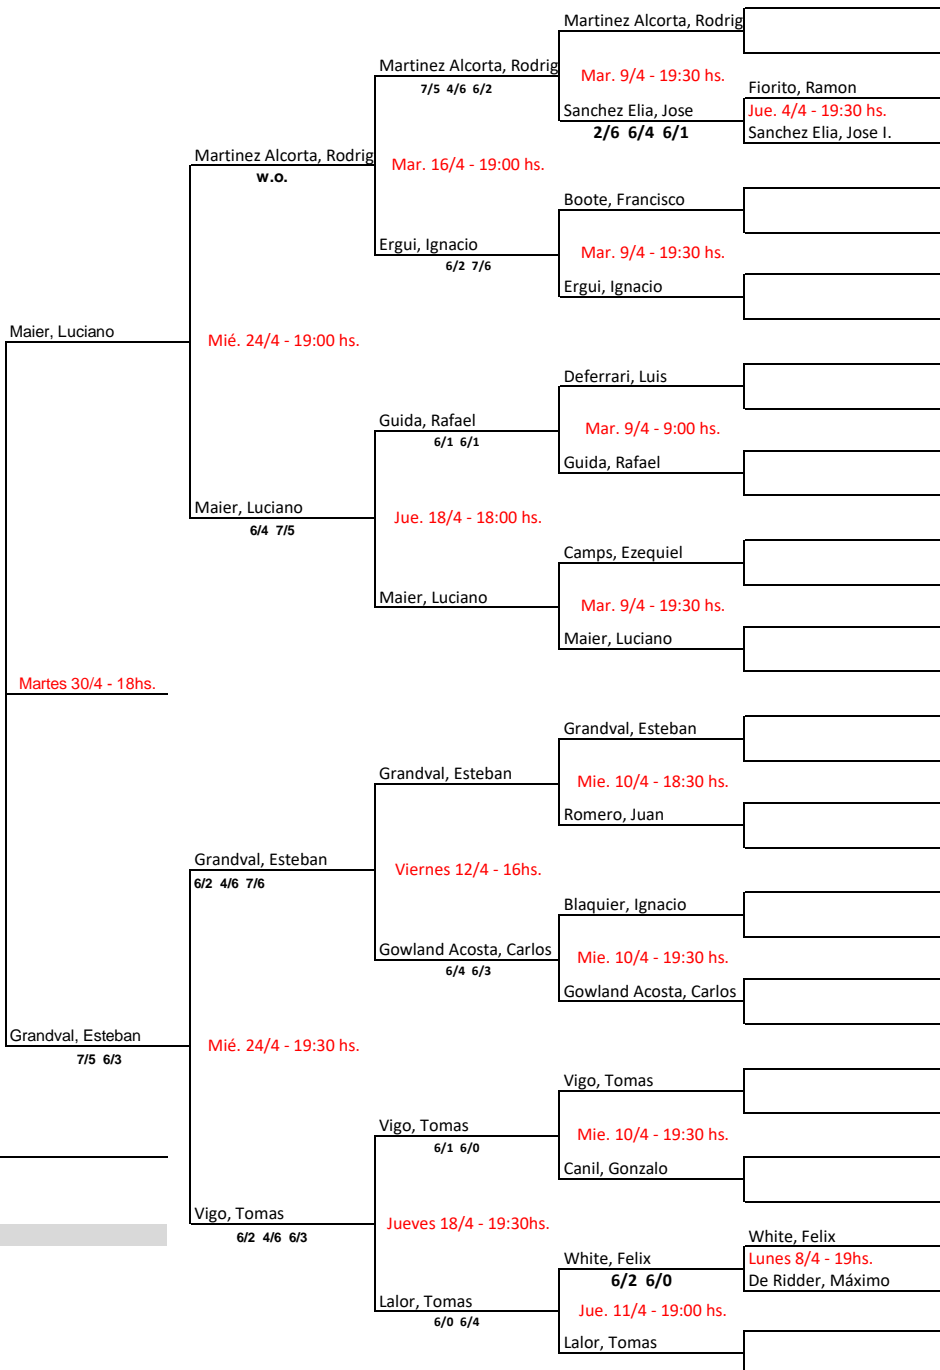 Martinez Alcorta, Rodrig
Martinez Alcorta, Rodrig
7/5 4/6 6/2
Mar. 9/4 - 19:30 hs.
Fiorito, Ramon
Sanchez Elia, Jose
Jue. 4/4 - 19:30 hs.
2/6 6/4 6/1
Sanchez Elia, Jose I.
Martinez Alcorta, Rodrig
w.o.
Mar. 16/4 - 19:00 hs.
Boote, Francisco
Ergui, Ignacio
6/2 7/6
Mar. 9/4 - 19:30 hs.
Ergui, Ignacio
Maier, Luciano
Mié. 24/4 - 19:00 hs.
Deferrari, Luis
Guida, Rafael
6/1 6/1
Mar. 9/4 - 9:00 hs.
Guida, Rafael
Maier, Luciano
6/4 7/5
Jue. 18/4 - 18:00 hs.
Camps, Ezequiel
Maier, Luciano
Mar. 9/4 - 19:30 hs.
Maier, Luciano
Martes 30/4 - 18hs.
Grandval, Esteban
Grandval, Esteban
Mie. 10/4 - 18:30 hs.
Romero, Juan
Grandval, Esteban
6/2 4/6 7/6
Viernes 12/4 - 16hs.
Blaquier, Ignacio
Gowland Acosta, Carlos
6/4 6/3
Mie. 10/4 - 19:30 hs.
Gowland Acosta, Carlos
Grandval, Esteban
7/5 6/3
Mié. 24/4 - 19:30 hs.
Vigo, Tomas
Vigo, Tomas
6/1 6/0
Mie. 10/4 - 19:30 hs.
Canil, Gonzalo
Vigo, Tomas
6/2 4/6 6/3
Jueves 18/4 - 19:30hs.
White, Felix
White, Felix
Lunes 8/4 - 19hs.
6/2 6/0
De Ridder, Máximo
Lalor, Tomas
6/0 6/4
Jue. 11/4 - 19:00 hs.
Lalor, Tomas